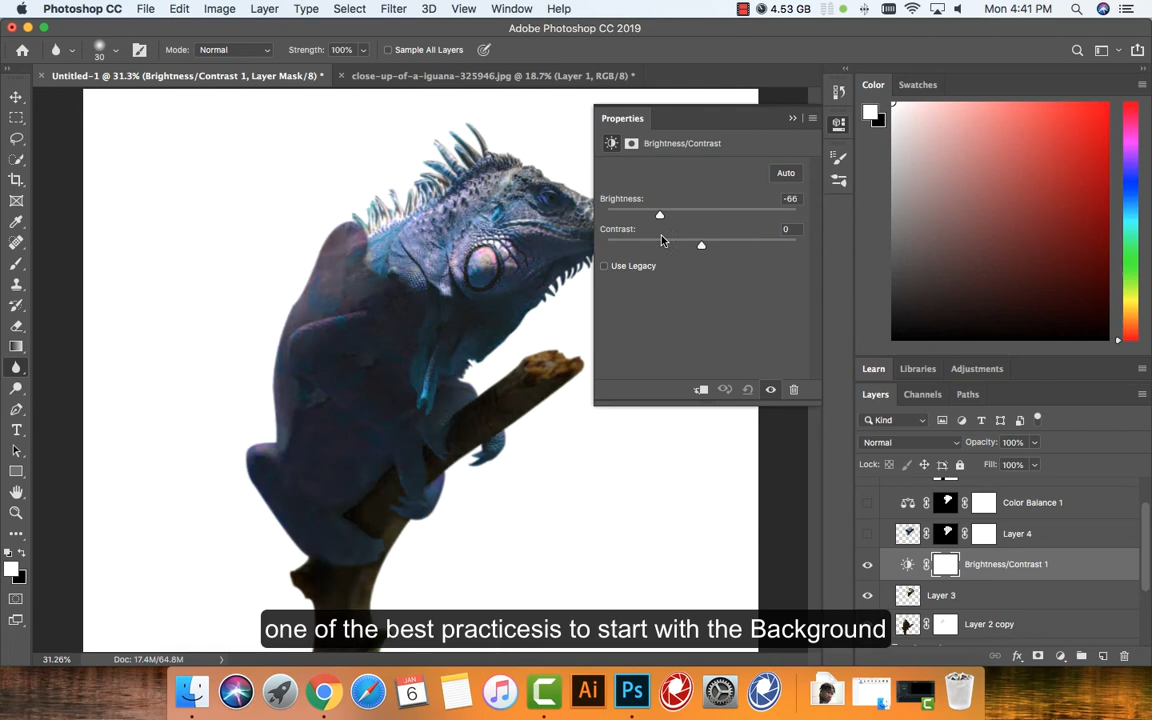 Photoshop CC File Edit Image Layer Type Select Filter 3D View Window Help 4.53 GB Mon 4:41 PM
Adobe Photoshop CC 2019
30 Mode: Normal Strength: 100% Sample All Layers
× Untitled-1 @ 31.3% (Brightness/Contrast 1, Layer Mask/8) * × close-up-of-a-iguana-325946.jpg @ 18.7% (Layer 1, RGB/8) *
Color Swatches
Properties
Brightness/Contrast
Auto
Brightness: -66
Contrast: 0
Use Legacy
Learn Libraries Adjustments
Layers Channels Paths
Kind
Normal Opacity: 100%
Lock: Fill: 100%
Color Balance 1
Layer 4
Brightness/Contrast 1
Layer 3
Layer 2 copy
one of the best practicesis to start with the Background
31.26% Doc: 17.4M/64.8M
JAN
6
Ai
Ps